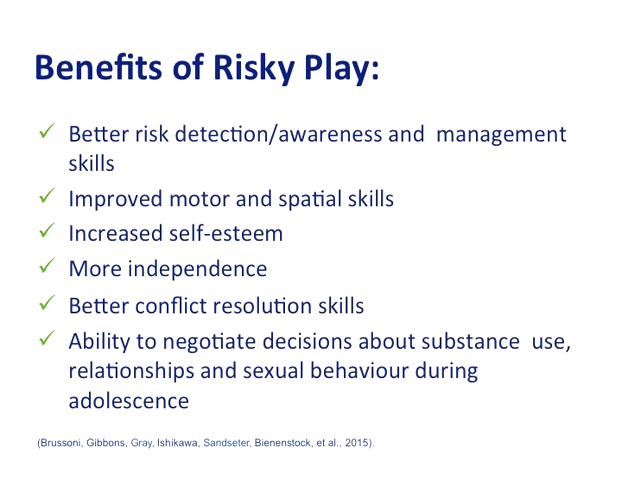 Benefits of Risky Play:
✓ Better risk detection/awareness and management
skills
✓ Improved motor and spatial skills
✓ Increased self-esteem
✓ More independence
✓ Better conflict resolution skills
✓ Ability to negotiate decisions about substance use,
relationships and sexual behaviour during
adolescence
(Brussoni, Gibbons, Gray, Ishikawa, Sandseter, Bienenstock, et al., 2015).